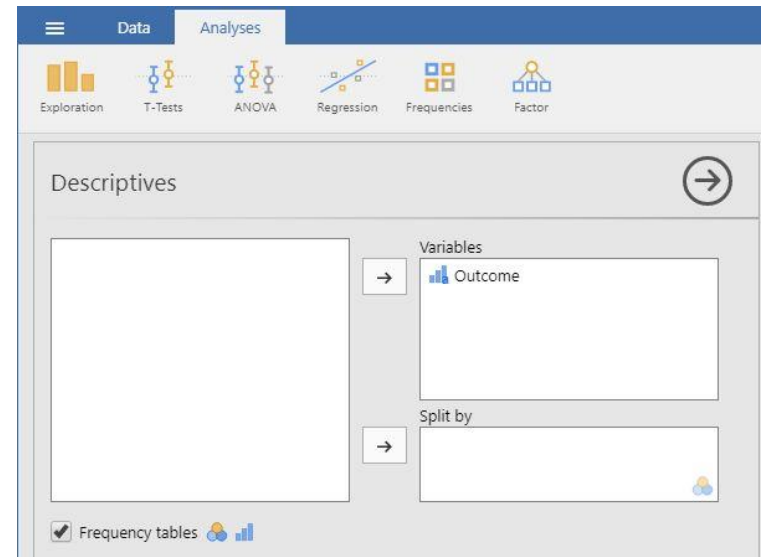 Data Analyses
Exploration T-Tests ANOVA Regression Frequencies Factor
Descriptives
Variables
Outcome
Split by
Frequency tables